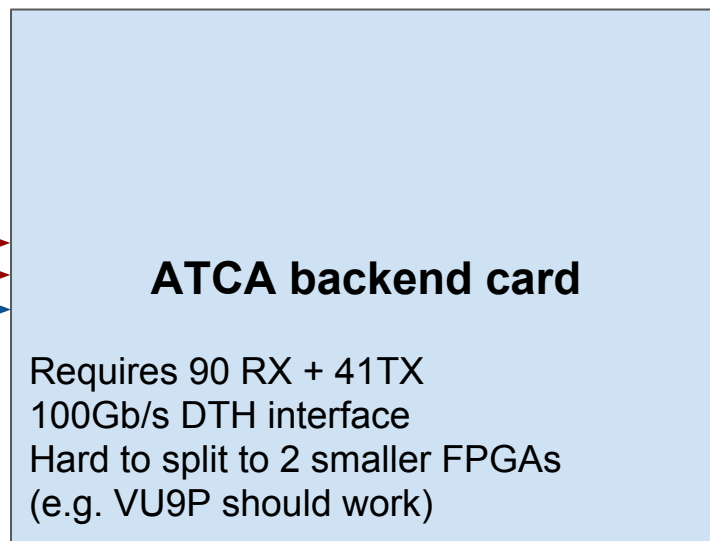 ATCA backend card
Requires 90 RX + 41TX
100Gb/s DTH interface
Hard to split to 2 smaller FPGAs
(e.g. VU9P should work)